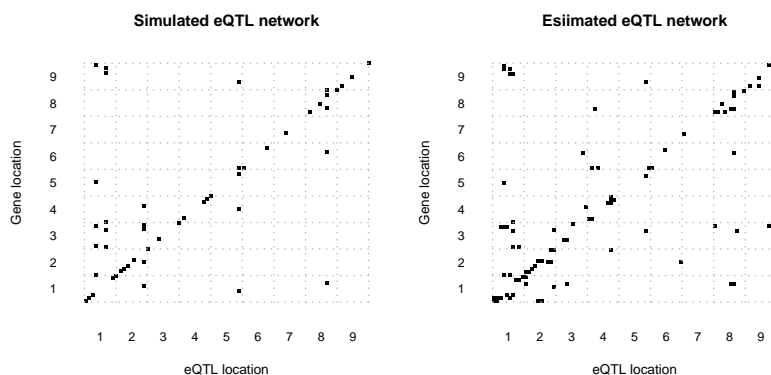 Simulated eQTL network
Gene location
9
8
7
6
5
4
3
2
1
1 2 3 4 5 6 7 8 9
eQTL location
Esiimated eQTL network
Gene location
9
8
7
6
5
4
3
2
1
1 2 3 4 5 6 7 8 9
eQTL location